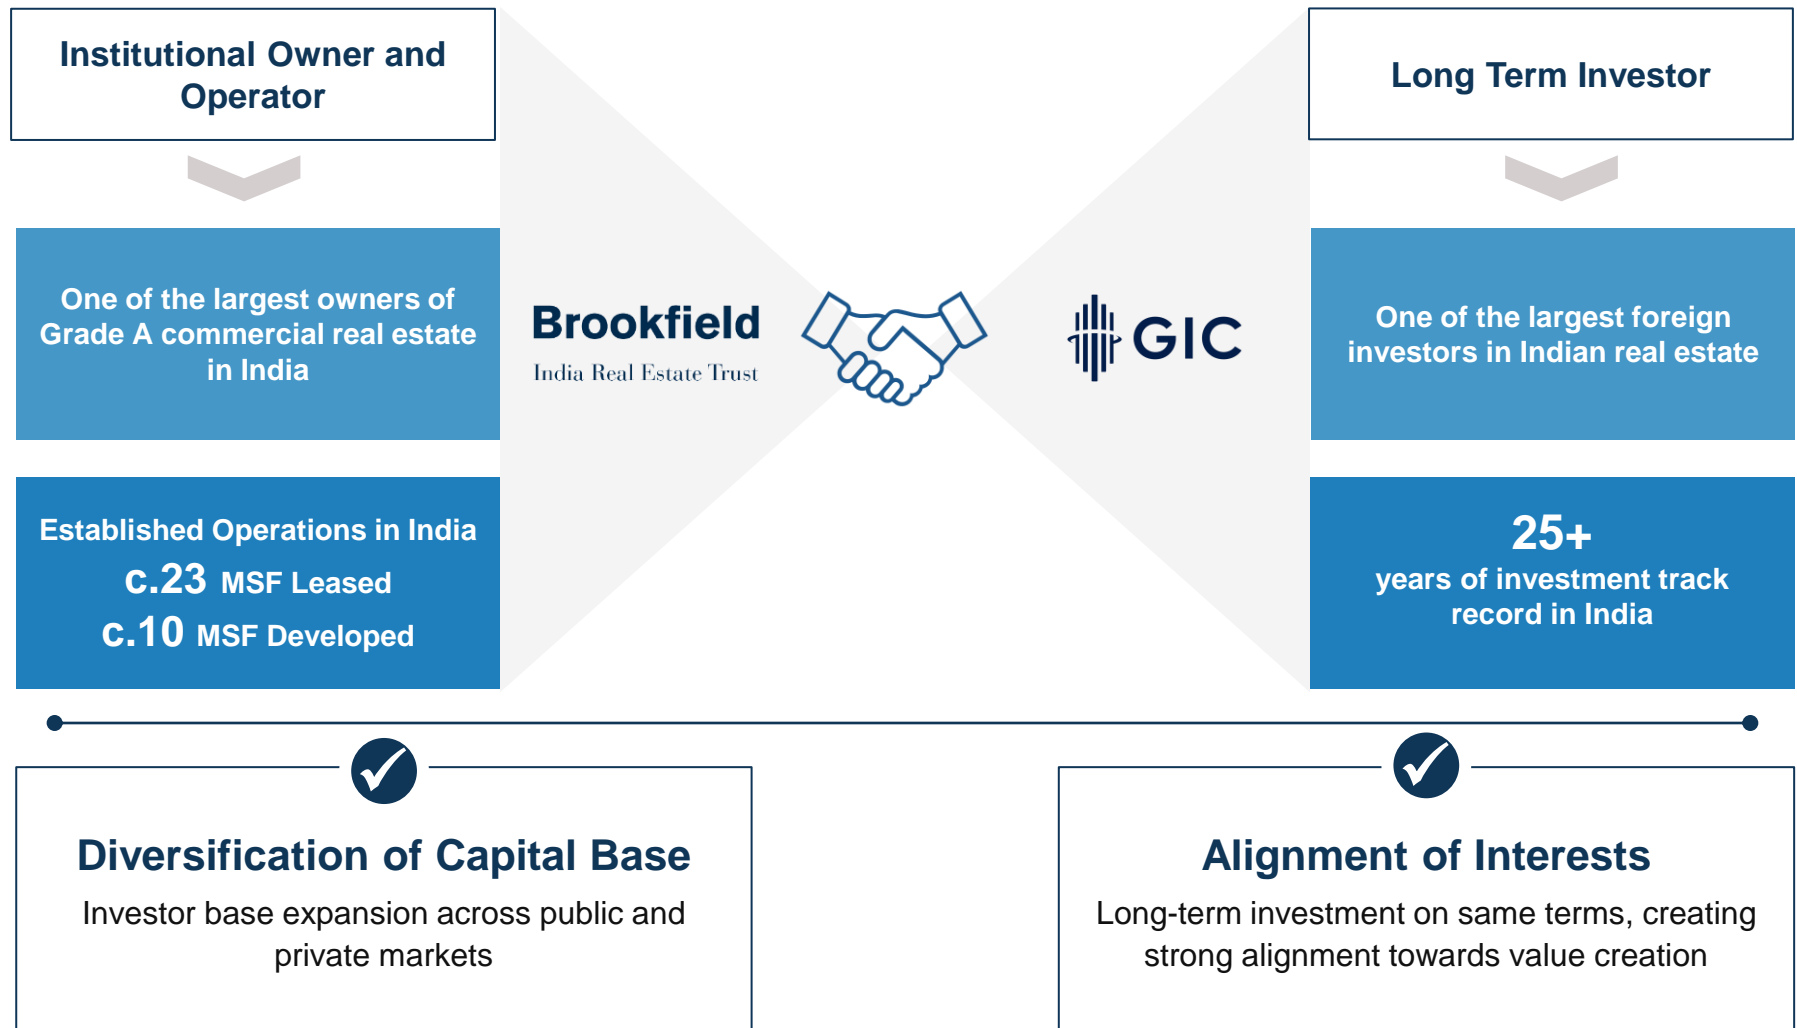 Institutional Owner and
Operator
Long Term Investor
One of the largest owners of
Grade A commercial real estate
in India
Brookfield
India Real Estate Trust
GIC
One of the largest foreign
investors in Indian real estate
Established Operations in India
c.23 MSF Leased
c.10 MSF Developed
25+
years of investment track
record in India
Diversification of Capital Base
Investor base expansion across public and
private markets
Alignment of Interests
Long-term investment on same terms, creating
strong alignment towards value creation